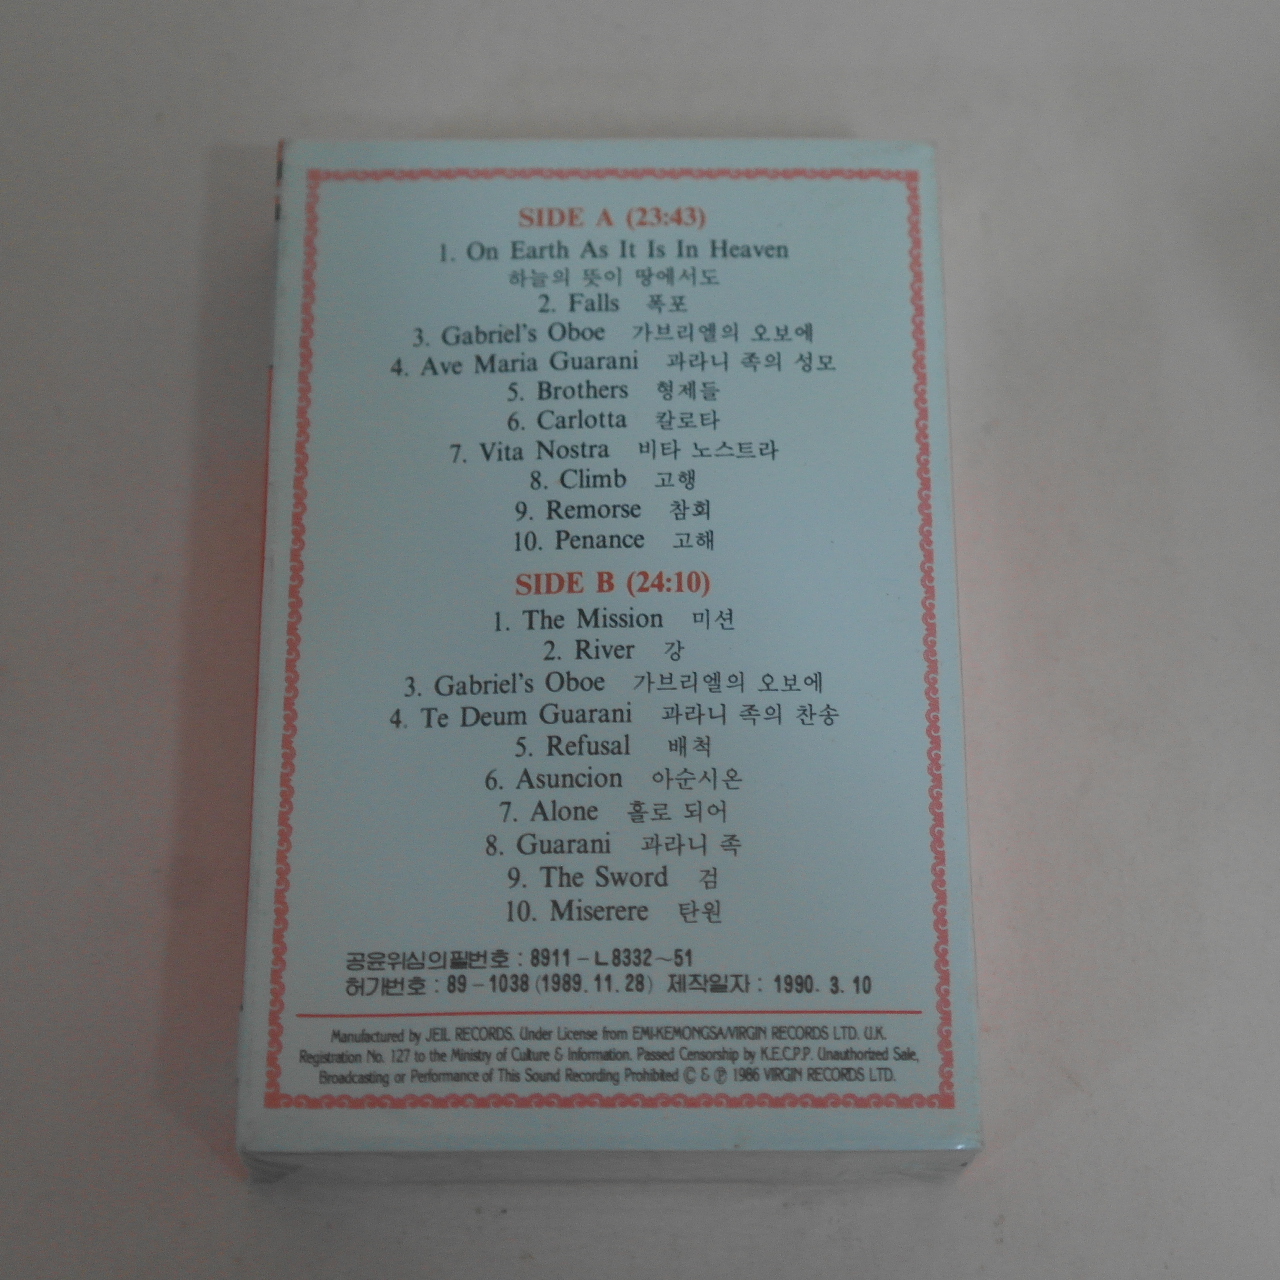 SIDE A (23:43)
1. On Earth As It Is In Heaven
하늘의 뜻이 땅에서도
2. Falls 폭포
3. Gabriel's Oboe 가브리엘의 오보에
4. Ave Maria Guarani 과라니 족의 성모
5. Brothers 형제들
6. Carlotta 칼로타
7. Vita Nostra 비타 노스트라
8. Climb 고행
9. Remorse 참회
10. Penance 고해
SIDE B (24:10)
1. The Mission 미션
2. River 강
3. Gabriel's Oboe 가브리엘의 오보에
4. Te Deum Guarani 과라니 족의 찬송
5. Refusal 배척
6. Asuncion 아순시온
7. Alone 홀로 되어
8. Guarani 과라니 족
9. The Sword 검
10. Miserere 탄원
공윤위심의필번호 : 8911-ㄴ8332~51
허가번호 : 89-1038 (1989. 11. 28) 제작일자 : 1990. 3. 10
Manufactured by JEIL RECORDS. Under License from EMI-KEMONGSA/VIRGIN RECORDS LTD. U.K.
Registration No. 127 to the Ministry of Culture & Information. Passed Censorship by K.E.C.P.P. Unauthorized Sale,
Broadcasting or Performance of This Sound Recording Prohibited © & ℗ 1986 VIRGIN RECORDS LTD.